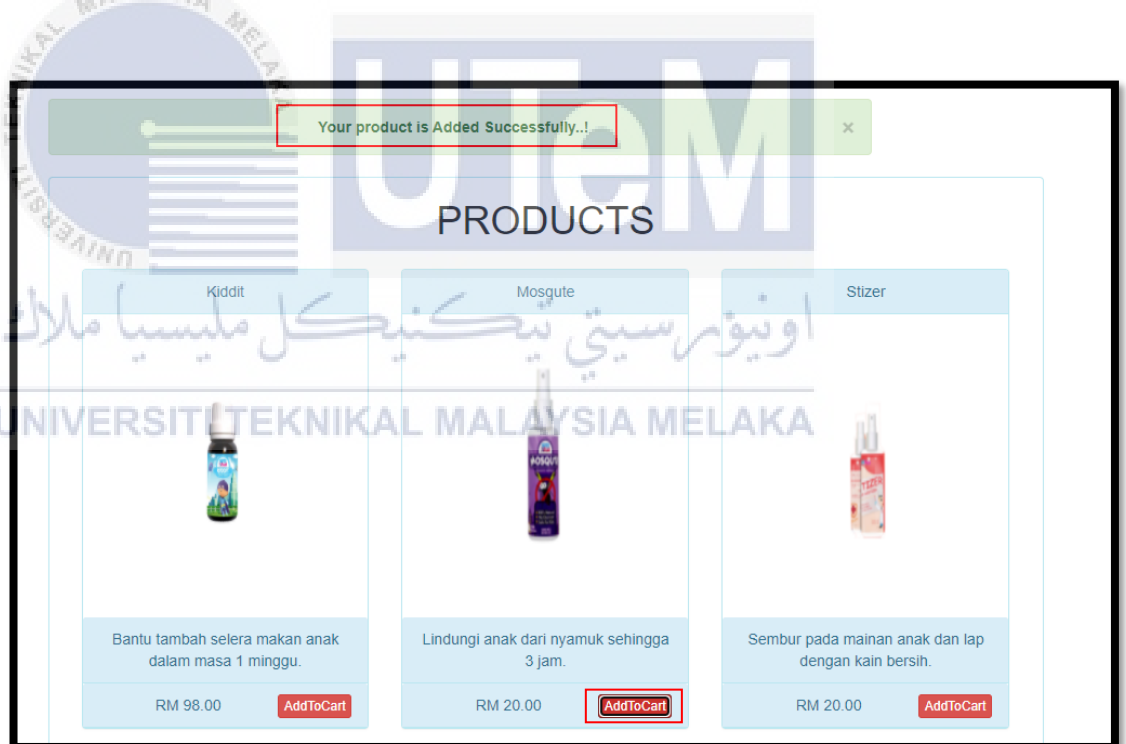 Your product is Added Successfully..!
×
UTeM
PRODUCTS
Kiddit
Mosqute
Stizer
اونيۏرسيتي تيكنيكل مليسيا ملاك
UNIVERSITI TEKNIKAL MALAYSIA MELAKA
Bantu tambah selera makan anak
dalam masa 1 minggu.
Lindungi anak dari nyamuk sehingga
3 jam.
Sembur pada mainan anak dan lap
dengan kain bersih.
RM 98.00
AddToCart
RM 20.00
AddToCart
RM 20.00
AddToCart